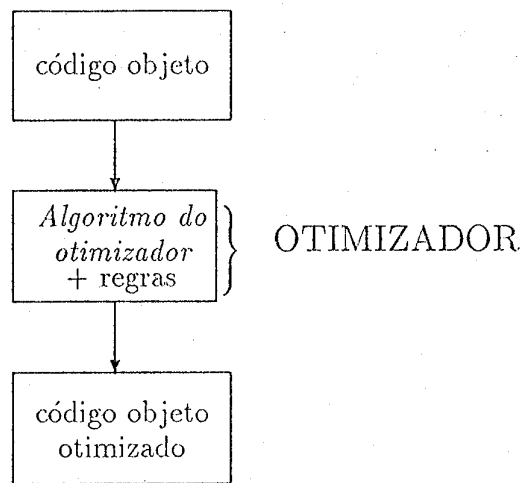 código objeto
Algoritmo do
otimizador
+ regras
OTIMIZADOR
código objeto
otimizado